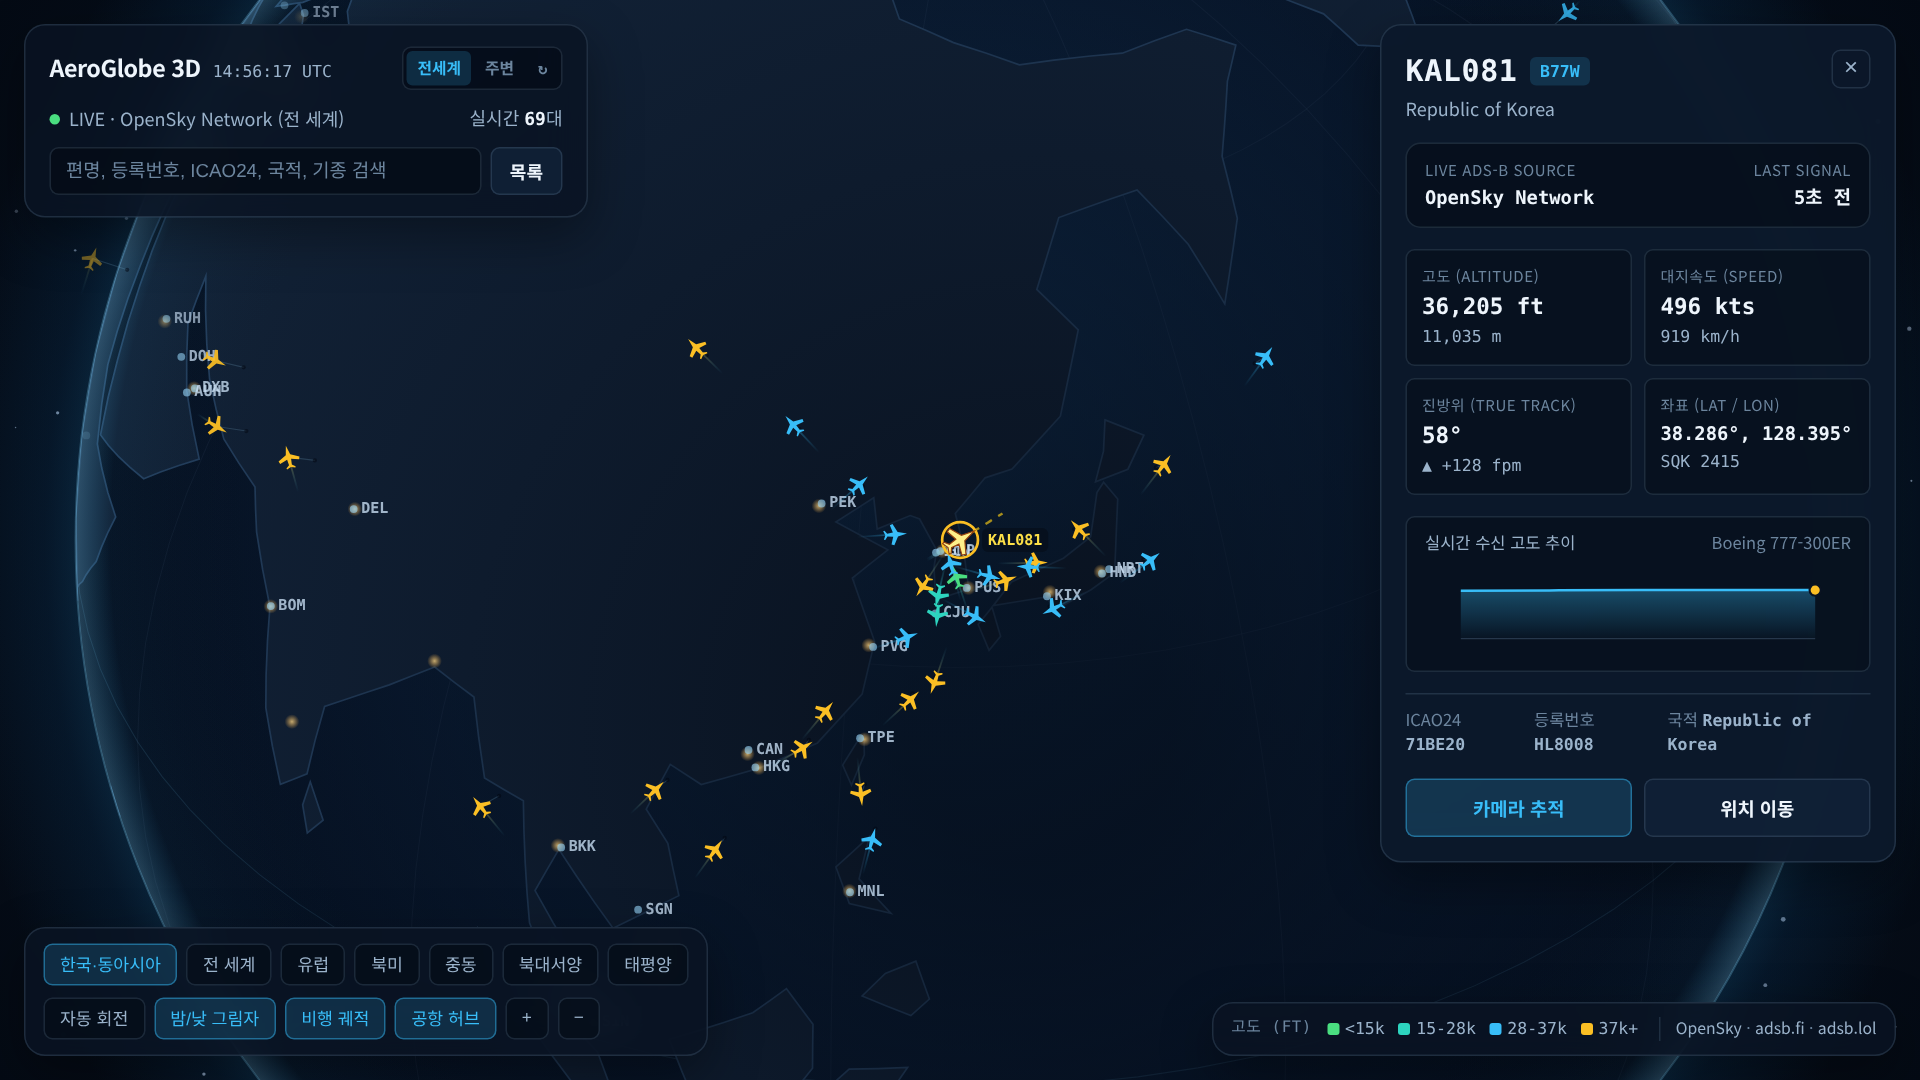 IST
AeroGlobe 3D 14:56:17 UTC 전세계 주변 ↻
LIVE · OpenSky Network (전 세계) 실시간 69대
편명, 등록번호, ICAO24, 국적, 기종 검색 목록
KAL081 B77W ×
Republic of Korea
LIVE ADS-B SOURCE LAST SIGNAL
OpenSky Network 5초 전
고도 (ALTITUDE) 대지속도 (SPEED)
36,205 ft 496 kts
11,035 m 919 km/h
진방위 (TRUE TRACK) 좌표 (LAT / LON)
58° 38.286°, 128.395°
▲ +128 fpm SQK 2415
실시간 수신 고도 추이 Boeing 777-300ER
ICAO24 등록번호 국적 Republic of
71BE20 HL8008 Korea
카메라 추적 위치 이동
RUH
DOH
DXB
AUH
DEL
PEK
KAL081
NRT
HND
PUS
KIX
BOM
CJU
PVG
TPE
CAN
HKG
BKK
MNL
SGN
한국·동아시아 전 세계 유럽 북미 중동 북대서양 태평양
자동 회전 밤/낮 그림자 비행 궤적 공항 허브 + −
고도 (FT) <15k 15-28k 28-37k 37k+ OpenSky · adsb.fi · adsb.lol